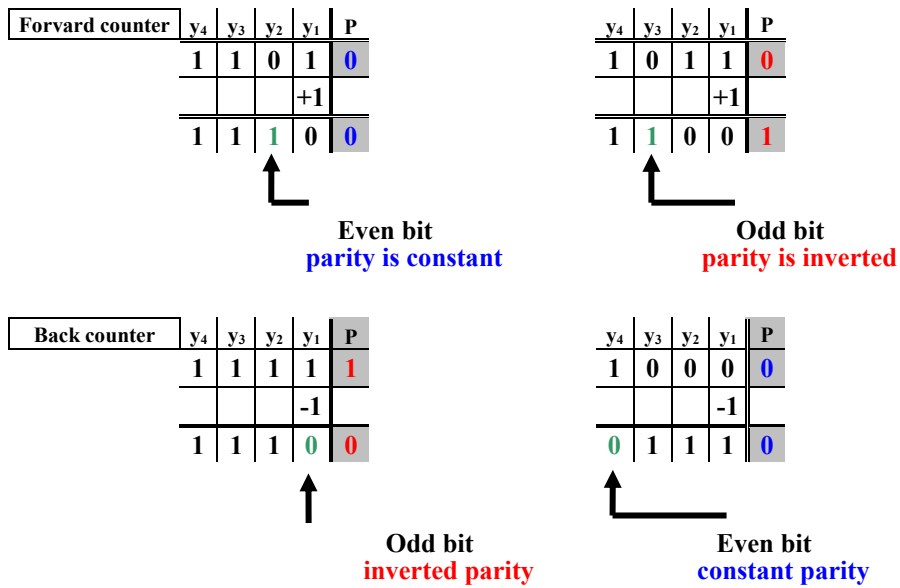 Forvard counter y₄ y₃ y₂ y₁ P y₄ y₃ y₂ y₁ P
1 1 0 1 0 1 0 1 1 0
+1 +1
1 1 1 0 0 1 1 0 0 1
Even bit Odd bit
parity is constant parity is inverted
Back counter y₄ y₃ y₂ y₁ P y₄ y₃ y₂ y₁ P
1 1 1 1 1 1 0 0 0 0
-1 -1
1 1 1 0 0 0 1 1 1 0
Odd bit Even bit
inverted parity constant parity